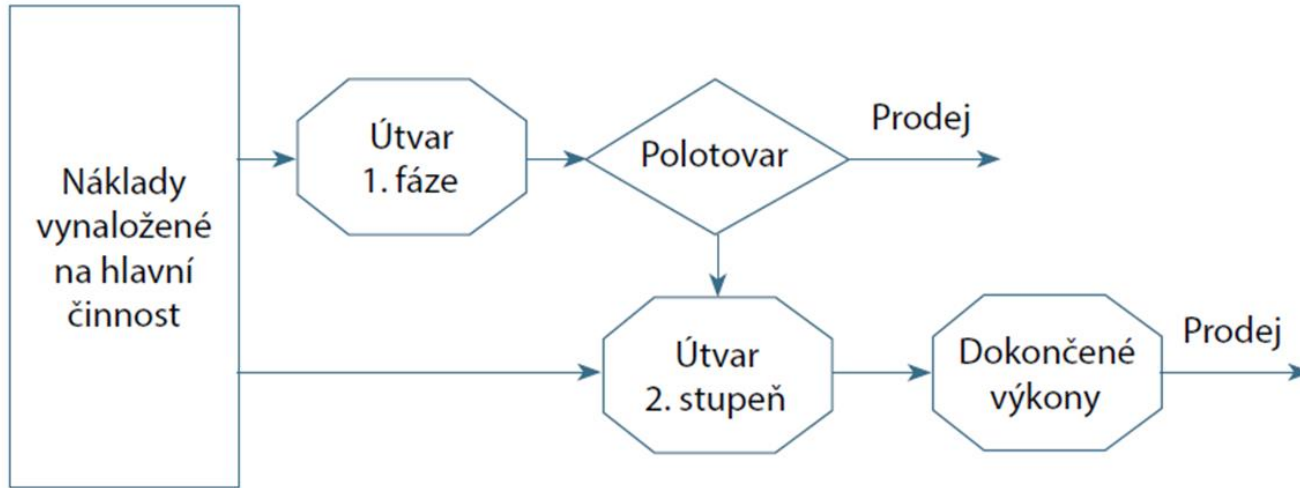 Náklady
vynaložené
na hlavní
činnost
Útvar
1. fáze
Polotovar
Prodej
Útvar
2. stupeň
Dokončené
výkony
Prodej